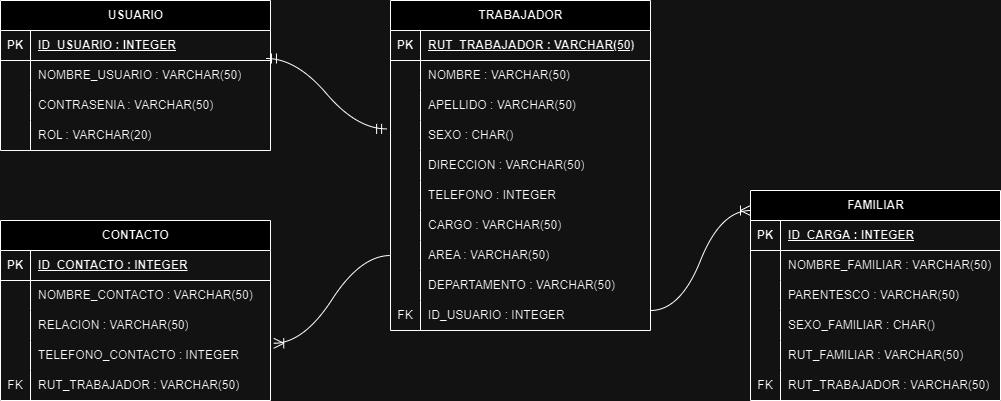 USUARIO
PK ID_USUARIO : INTEGER
NOMBRE_USUARIO : VARCHAR(50)
CONTRASENIA : VARCHAR(50)
ROL : VARCHAR(20)
TRABAJADOR
PK RUT_TRABAJADOR : VARCHAR(50)
NOMBRE : VARCHAR(50)
APELLIDO : VARCHAR(50)
SEXO : CHAR()
DIRECCION : VARCHAR(50)
TELEFONO : INTEGER
CARGO : VARCHAR(50)
AREA : VARCHAR(50)
DEPARTAMENTO : VARCHAR(50)
FK ID_USUARIO : INTEGER
CONTACTO
PK ID_CONTACTO : INTEGER
NOMBRE_CONTACTO : VARCHAR(50)
RELACION : VARCHAR(50)
TELEFONO_CONTACTO : INTEGER
FK RUT_TRABAJADOR : VARCHAR(50)
FAMILIAR
PK ID_CARGA : INTEGER
NOMBRE_FAMILIAR : VARCHAR(50)
PARENTESCO : VARCHAR(50)
SEXO_FAMILIAR : CHAR()
RUT_FAMILIAR : VARCHAR(50)
FK RUT_TRABAJADOR : VARCHAR(50)